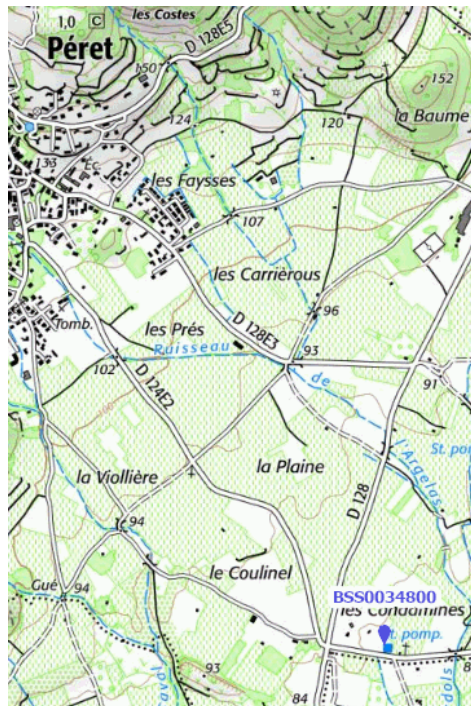 les Costes
1,0 C
Péret
D 128E5
150
152
124
120
la Baume
133
Ec.
les Faysses
107
les Carrièrous
96
Tomb.
les Prés
D 128E3
Ruisseau
93
102
D 124E2
de
91
l'Argelas
St. pomp.
la Plaine
la Viollière
D 128
94
le Coulinel
BSS0034800
Gué
94
les Condamines
St. pomp.
93
84